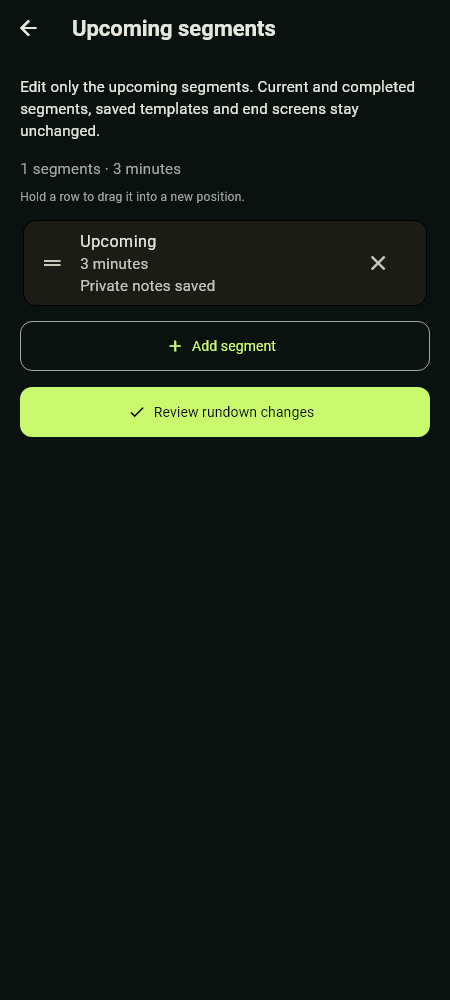 Upcoming segments
Edit only the upcoming segments. Current and completed
segments, saved templates and end screens stay
unchanged.
1 segments · 3 minutes
Hold a row to drag it into a new position.
Upcoming
3 minutes
Private notes saved
Add segment
Review rundown changes